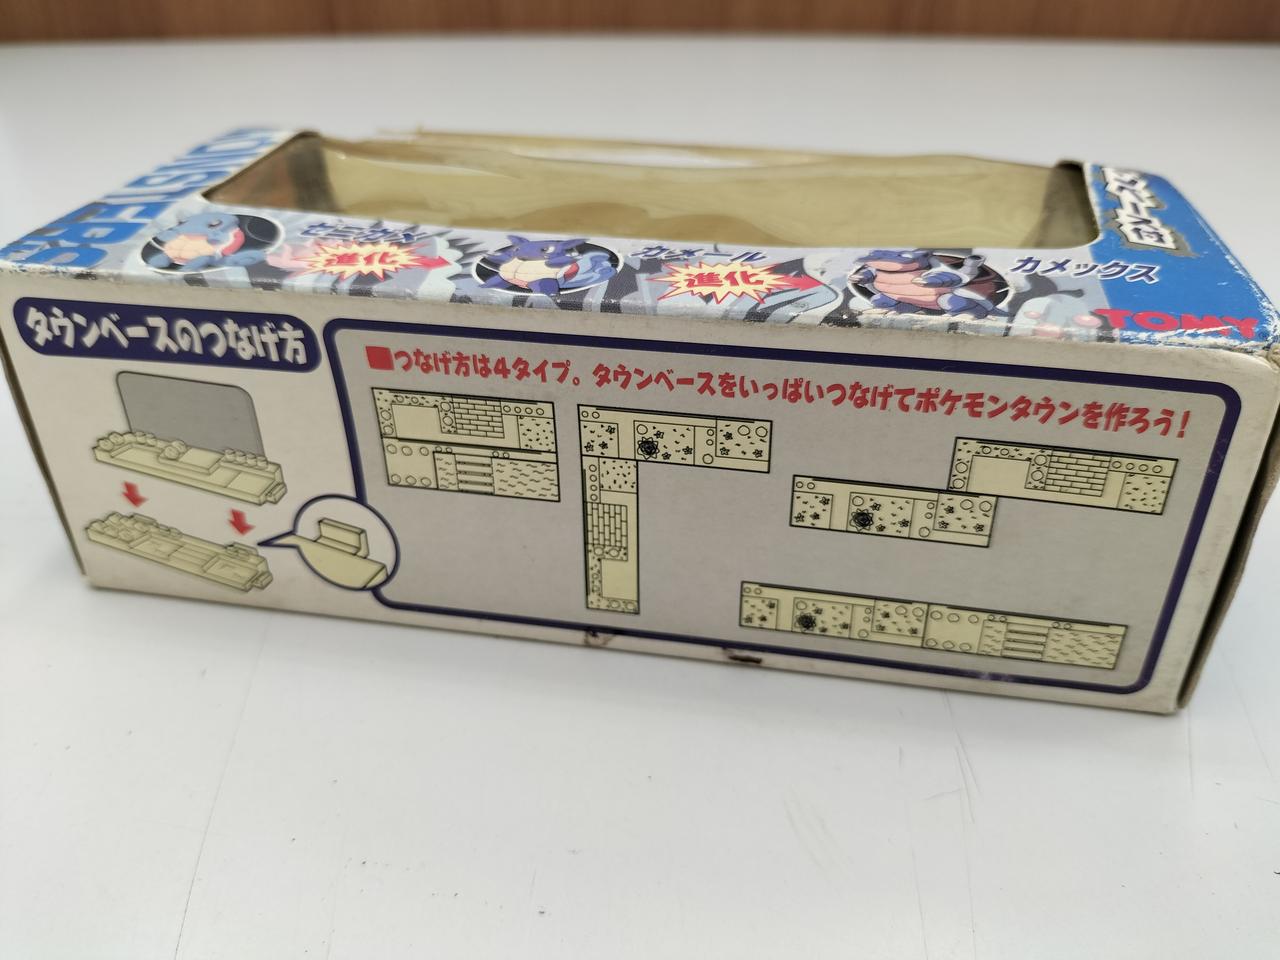 MONSTERS
ゼニガメ
進化
カメール
進化
カメックス
TOMY
タウンベースのつなげ方
■つなげ方は4タイプ。タウンベースをいっぱいつなげてポケモンタウンを作ろう!